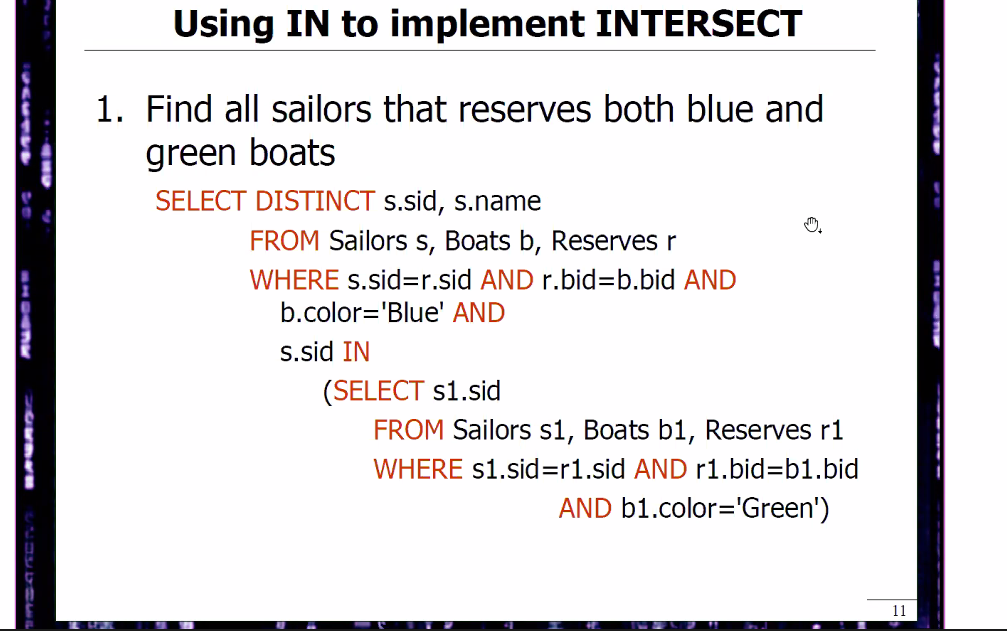 Using IN to implement INTERSECT
1. Find all sailors that reserves both blue and
green boats
SELECT DISTINCT s.sid, s.name
FROM Sailors s, Boats b, Reserves r
WHERE s.sid=r.sid AND r.bid=b.bid AND
b.color='Blue' AND
s.sid IN
(SELECT s1.sid
FROM Sailors s1, Boats b1, Reserves r1
WHERE s1.sid=r1.sid AND r1.bid=b1.bid
AND b1.color='Green')
11